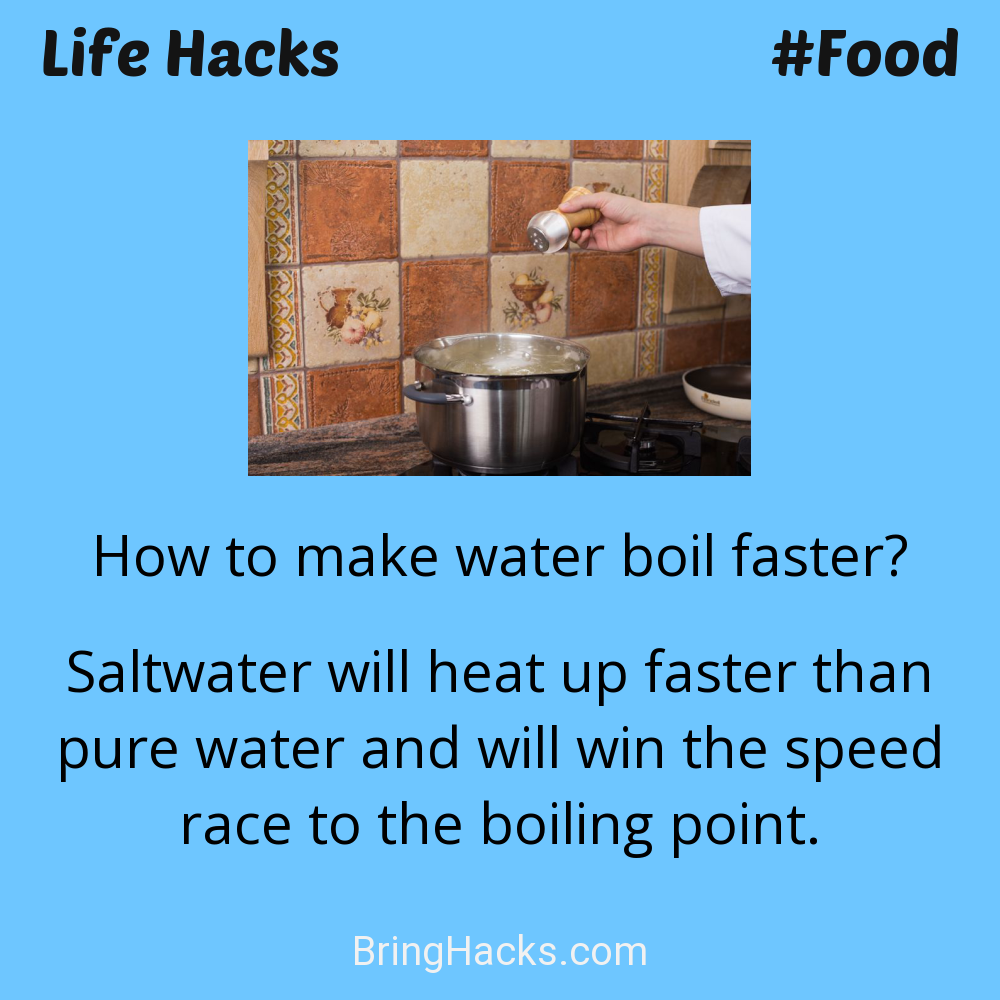 Life Hacks
#Food
How to make water boil faster?
Saltwater will heat up faster than
pure water and will win the speed
race to the boiling point.
BringHacks.com